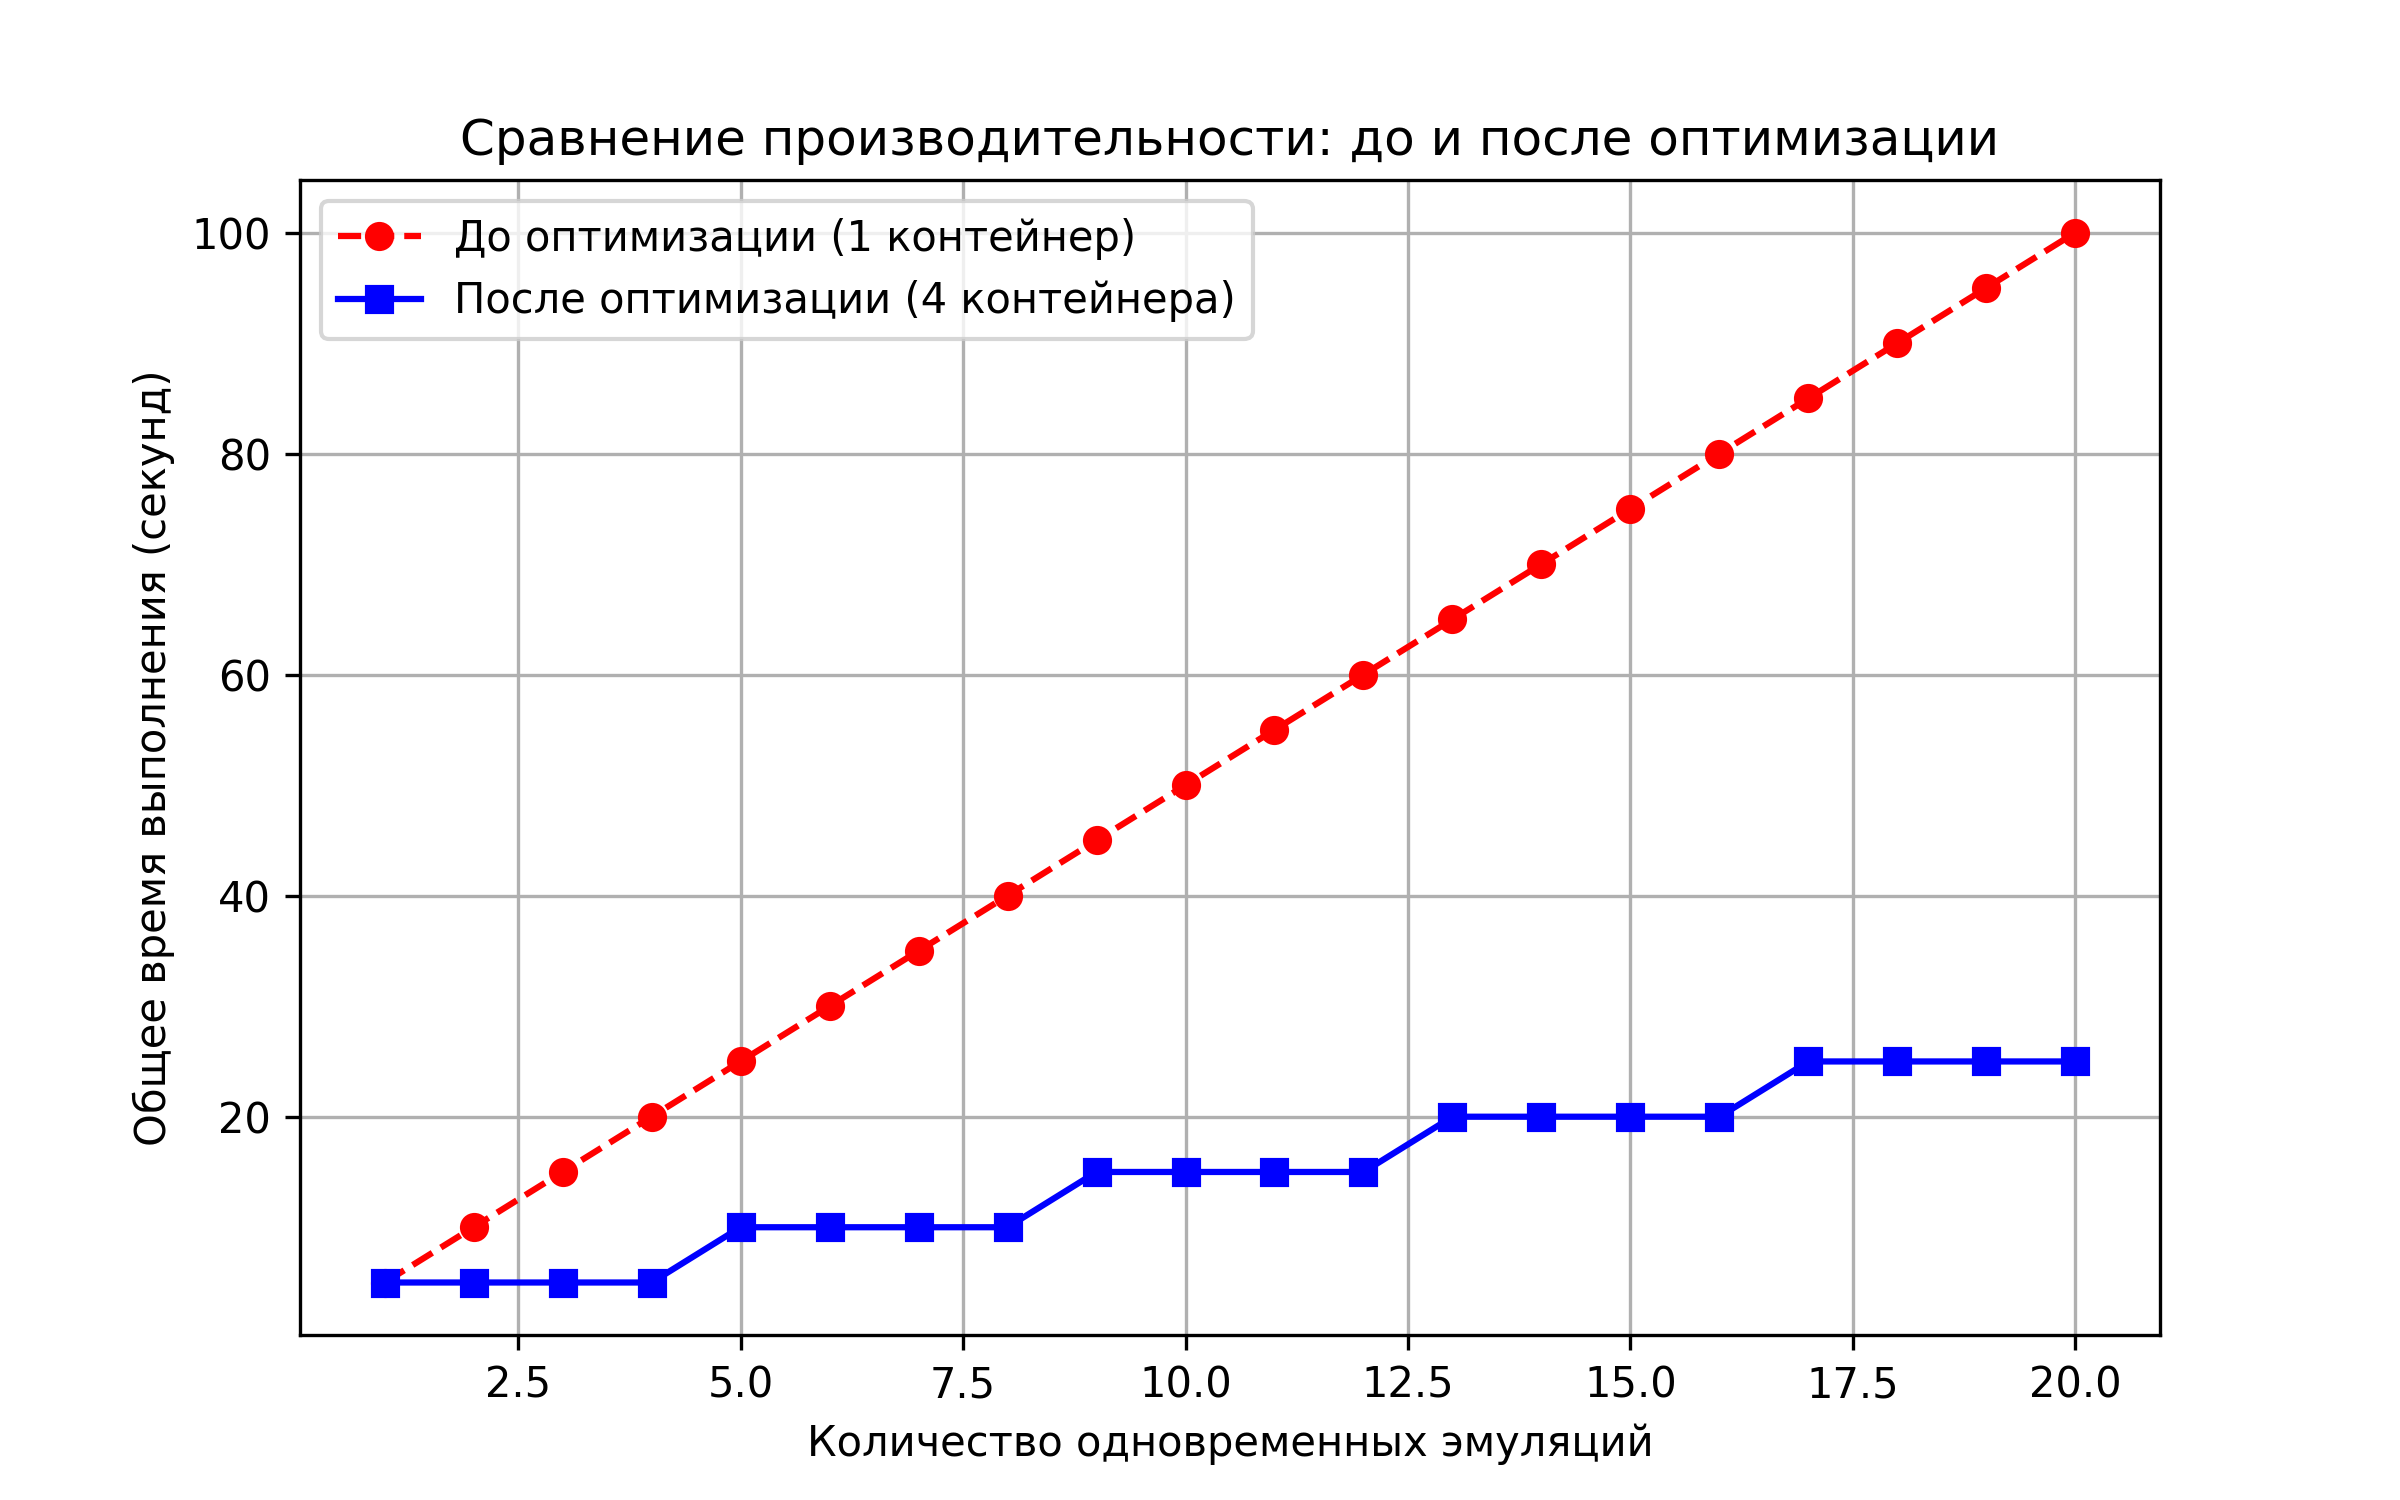 Сравнение производительности: до и после оптимизации
До оптимизации (1 контейнер)
После оптимизации (4 контейнера)
Общее время выполнения (секунд)
100
80
60
40
20
2.5 5.0 7.5 10.0 12.5 15.0 17.5 20.0
Количество одновременных эмуляций